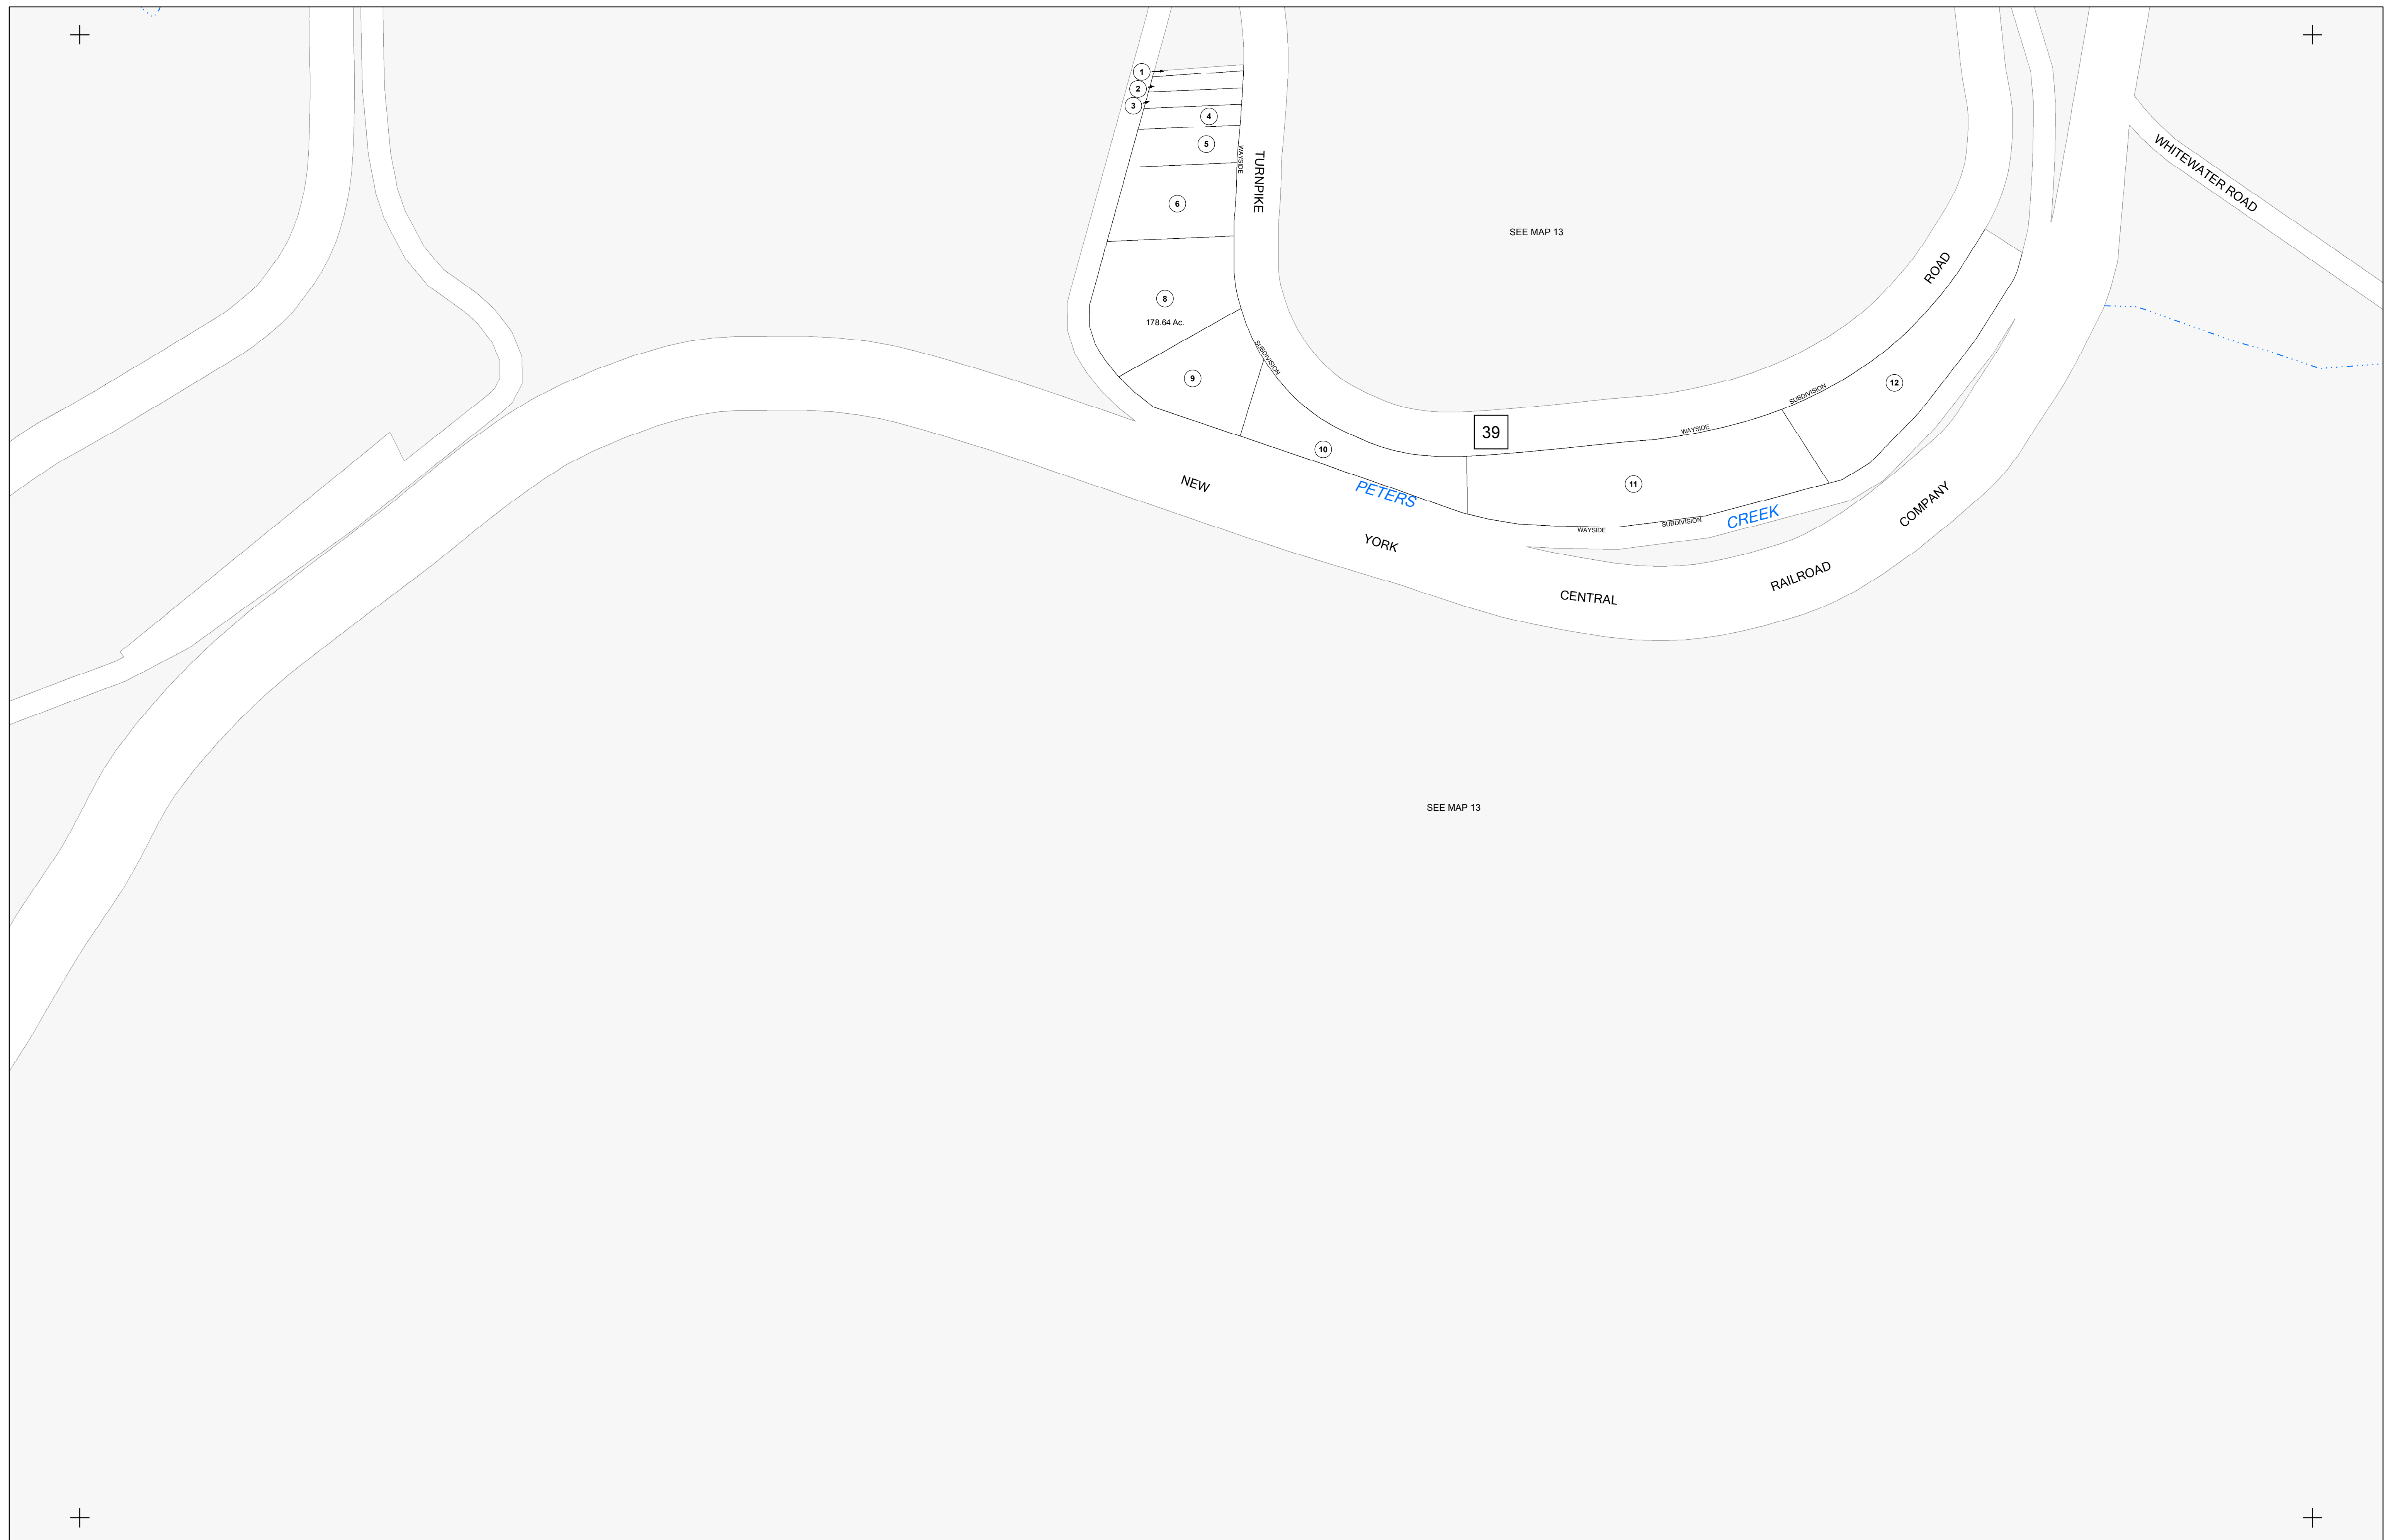 1
2
3
4
5
WAYSIDE
TURNPIKE
WHITEWATER ROAD
6
SEE MAP 13
ROAD
8
178.64 Ac.
SUBDIVISION
9
12
SUBDIVISION
WAYSIDE
39
10
NEW
PETERS
11
COMPANY
CREEK
SUBDIVISION
WAYSIDE
YORK
RAILROAD
CENTRAL
SEE MAP 13